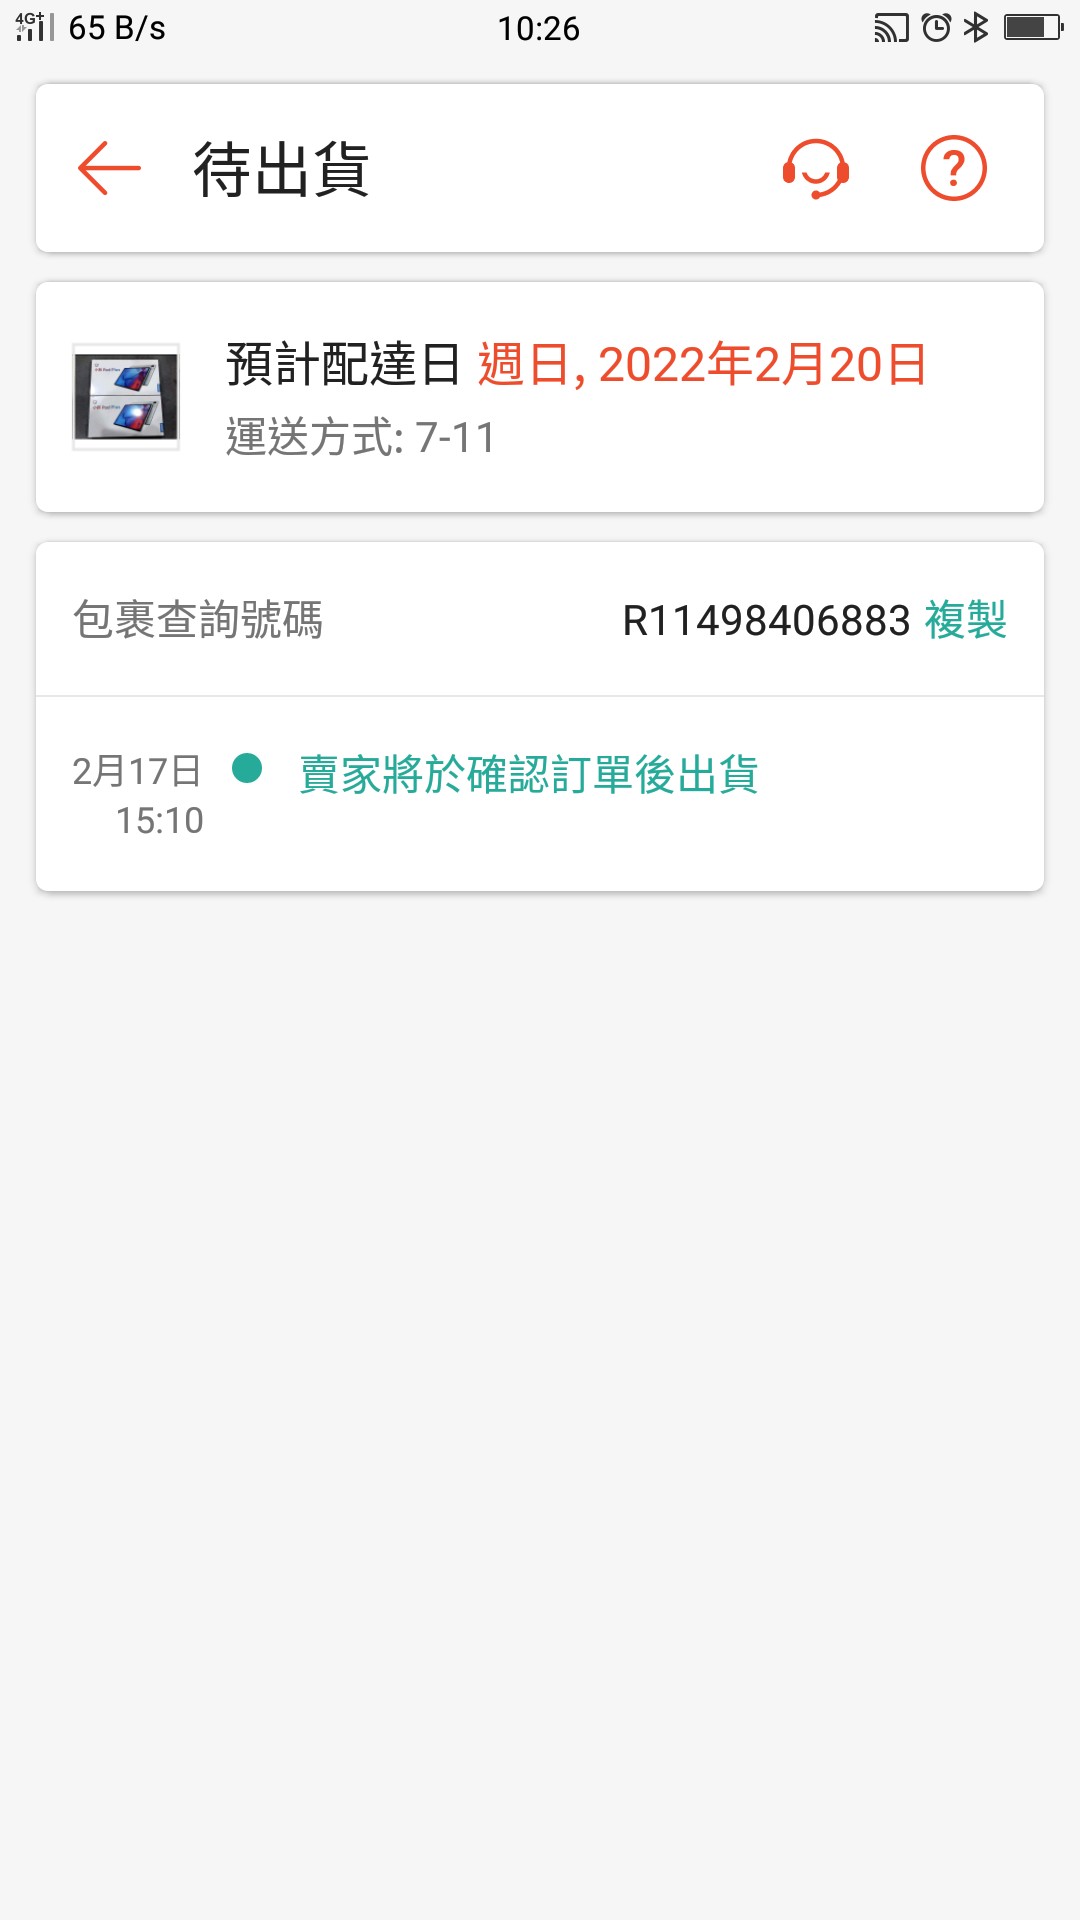 4G+ 65 B/s 10:26
待出貨
預計配達日 週日, 2022年2月20日
運送方式: 7-11
包裹查詢號碼 R11498406883 複製
2月17日 賣家將於確認訂單後出貨
15:10